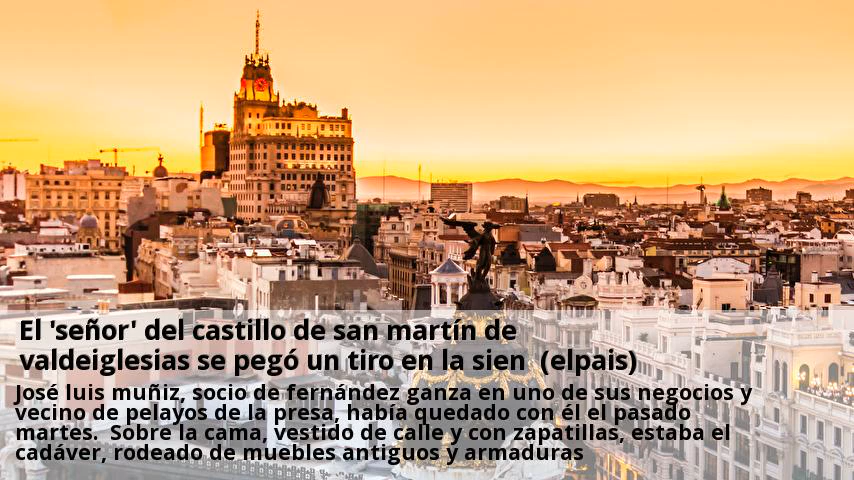 El 'señor' del castillo de san martín de
valdeiglesias se pegó un tiro en la sien  (elpais)
José luis muñiz, socio de fernández ganza en uno de sus negocios y
vecino de pelayos de la presa, había quedado con él el pasado
martes.  Sobre la cama, vestido de calle y con zapatillas, estaba el
cadáver, rodeado de muebles antiguos y armaduras